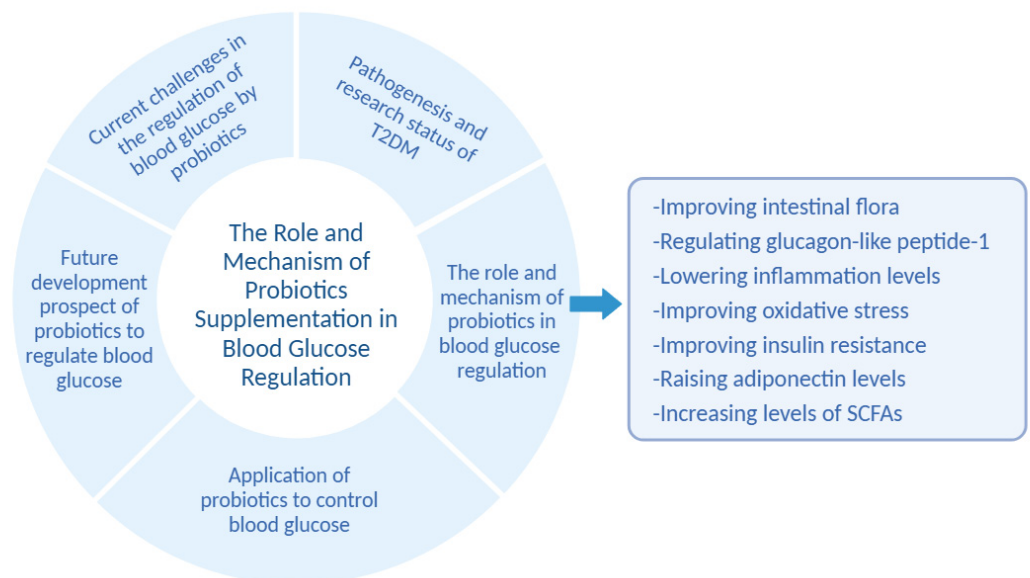 Current challenges in
the regulation of
blood glucose by
probiotics
Pathogenesis and
research status of
T2DM
Future
development
prospect of
probiotics to
regulate blood
glucose
The Role and
Mechanism of
Probiotics
Supplementation in
Blood Glucose
Regulation
The role and
mechanism of
probiotics in
blood glucose
regulation
Application of
probiotics to control
blood glucose
-Improving intestinal flora
-Regulating glucagon-like peptide-1
-Lowering inflammation levels
-Improving oxidative stress
-Improving insulin resistance
-Raising adiponectin levels
-Increasing levels of SCFAs